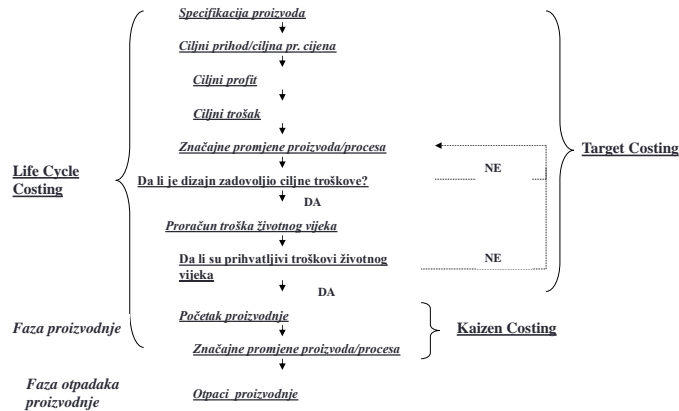 Specifikacija proizvoda
Ciljni prihod/ciljna pr. cijena
Ciljni profit
Ciljni trošak
Značajne promjene proizvoda/procesa
Target Costing
Life Cycle
Costing
NE
Da li je dizajn zadovoljio ciljne troškove?
DA
Proračun troška životnog vijeka
Da li su prihvatljivi troškovi životnog
vijeka
NE
DA
Početak proizvodnje
Faza proizvodnje
Kaizen Costing
Značajne promjene proizvoda/procesa
Faza otpadaka
proizvodnje
Otpaci proizvodnje